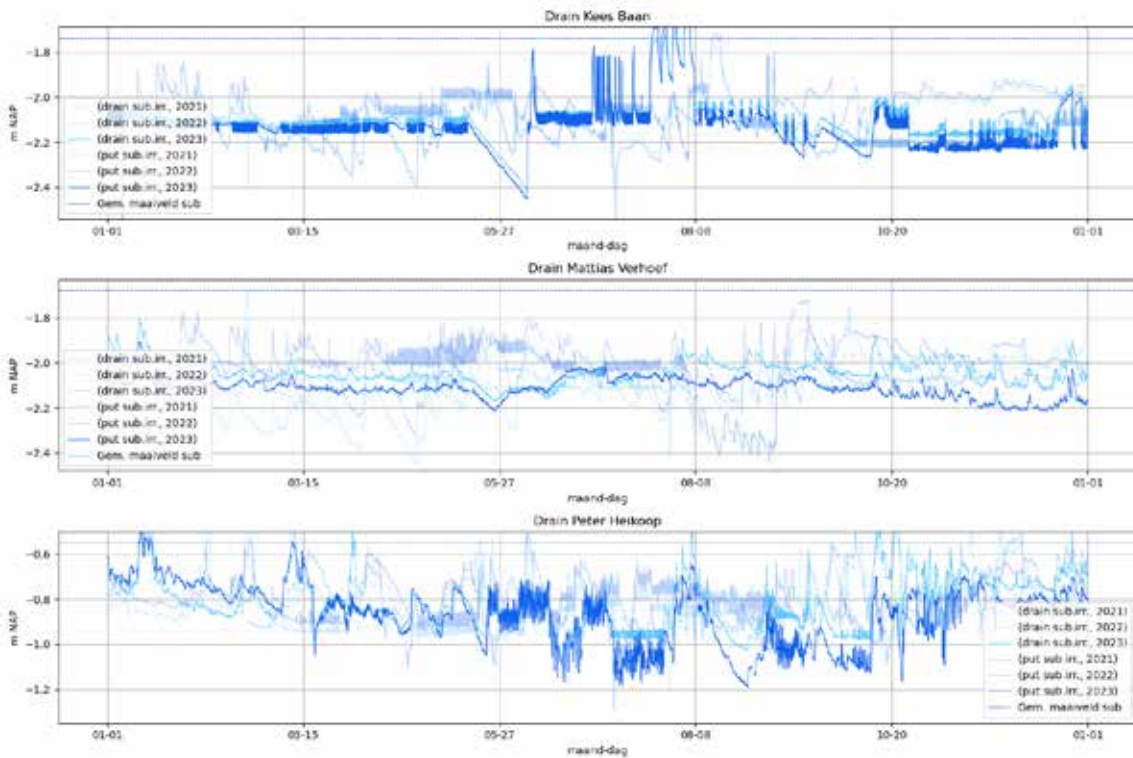 Drain Kees Baan
m NAP
−1.8
−2.0
−2.2
−2.4
(drain sub.irr., 2021)
(drain sub.irr., 2022)
(drain sub.irr., 2023)
(put sub.irr., 2021)
(put sub.irr., 2022)
(put sub.irr., 2023)
Gem. maaiveld sub
01-01 03-15 05-27 08-08 10-20 01-01
maand-dag
Drain Mattias Verhoef
m NAP
−1.8
−2.0
−2.2
−2.4
(drain sub.irr., 2021)
(drain sub.irr., 2022)
(drain sub.irr., 2023)
(put sub.irr., 2021)
(put sub.irr., 2022)
(put sub.irr., 2023)
Gem. maaiveld sub
01-01 03-15 05-27 08-08 10-20 01-01
maand-dag
Drain Peter Heikoop
m NAP
−0.6
−0.8
−1.0
−1.2
(drain sub.irr., 2021)
(drain sub.irr., 2022)
(drain sub.irr., 2023)
(put sub.irr., 2021)
(put sub.irr., 2022)
(put sub.irr., 2023)
Gem. maaiveld sub
01-01 03-15 05-27 08-08 10-20 01-01
maand-dag